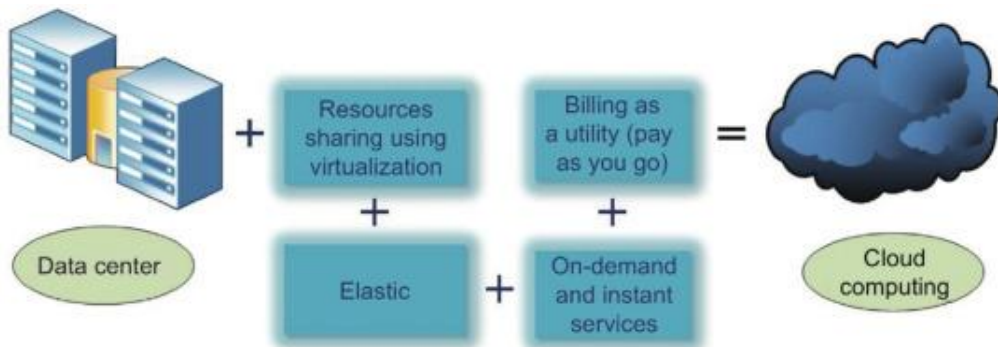 +
Resources
sharing using
virtualization
Billing as
a utility (pay
as you go)
=
+
+
Data center
Elastic
+
On-demand
and instant
services
Cloud
computing